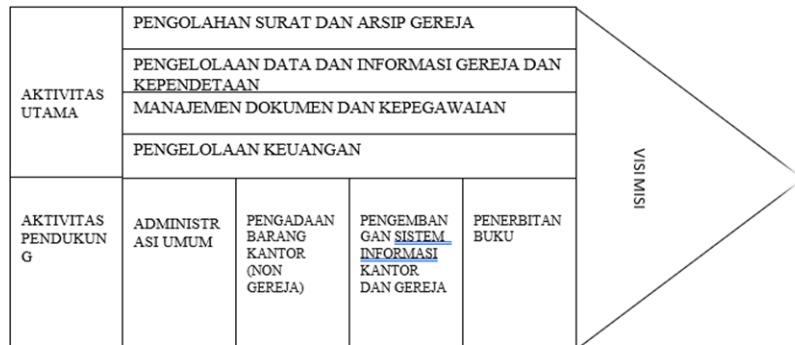 PENGOLAHAN SURAT DAN ARSIP GEREJA
PENGELOLAAN DATA DAN INFORMASI GEREJA DAN
KEPENDETAAN
AKTIVITAS
UTAMA
MANAJEMEN DOKUMEN DAN KEPEGAWAIAN
PENGELOLAAN KEUANGAN
VISI MISI
AKTIVITAS
PENDUKUN
G
ADMINISTR
ASI UMUM
PENGADAAN
BARANG
KANTOR
(NON
GEREJA)
PENGEMBAN
GAN SISTEM
INFORMASI
KANTOR
DAN GEREJA
PENERBITAN
BUKU